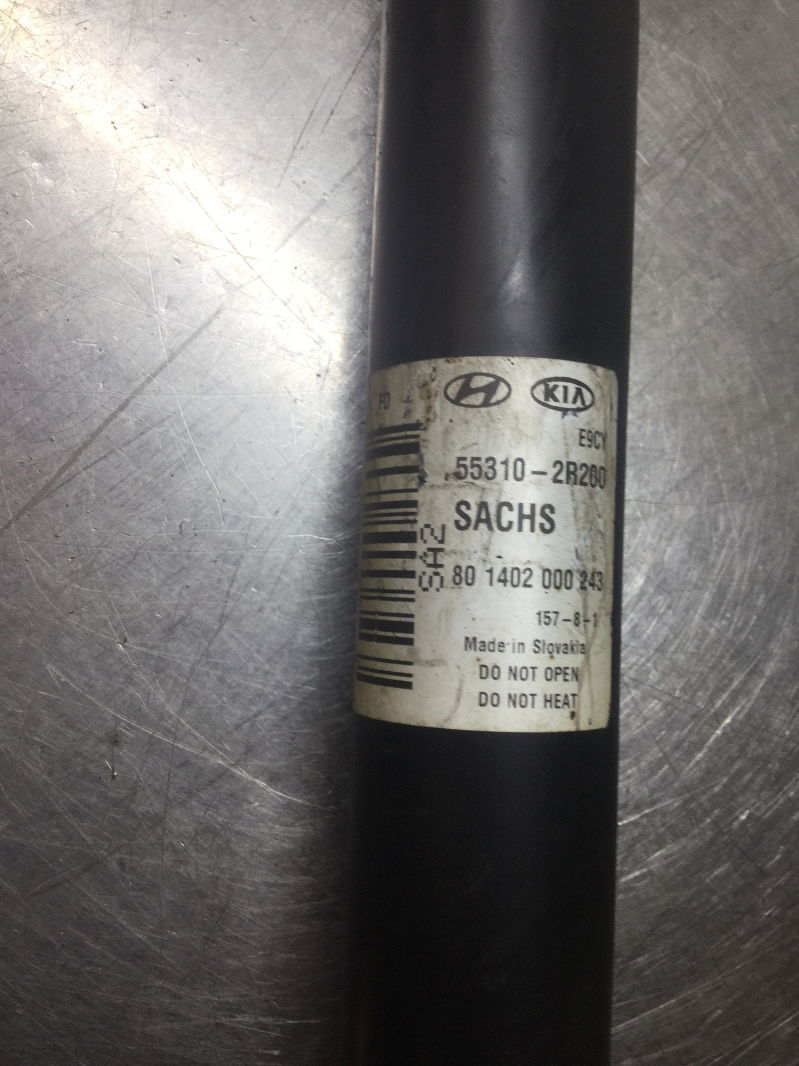 FD
KIA
E9CY
55310-2R200
SACHS
SA2
80 1402 000 243
157-8-1
Made in Slovakia
DO NOT OPEN
DO NOT HEAT